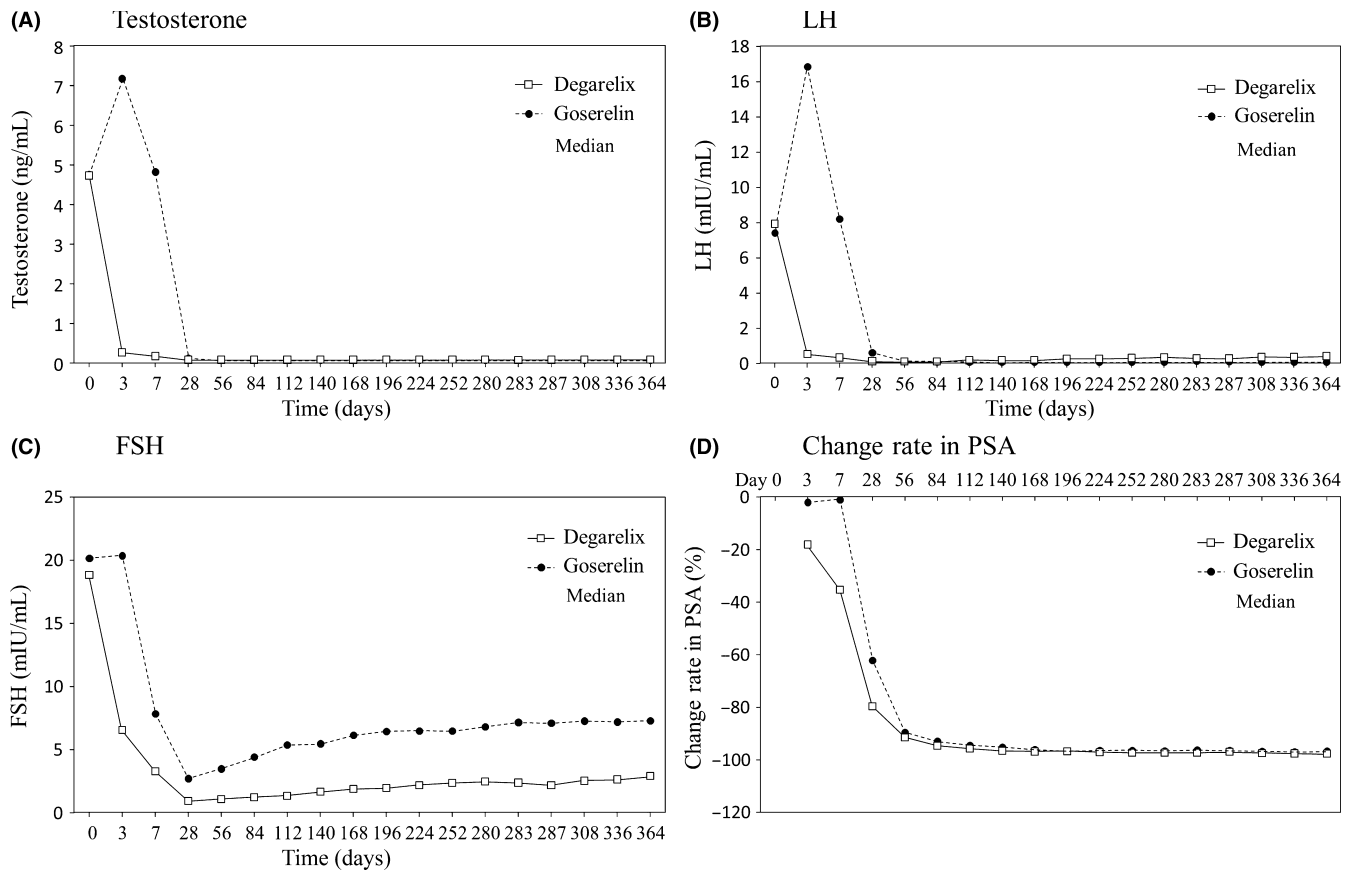 (A) Testosterone
8
7
6
5
4
3
2
1
0
Testosterone (ng/mL)
Degarelix
Goserelin
Median
0 3 7 28 56 84 112 140 168 196 224 252 280 283 287 308 336 364
Time (days)
(B) LH
18
16
14
12
10
8
6
4
2
0
LH (mIU/mL)
Degarelix
Goserelin
Median
0 3 7 28 56 84 112 140 168 196 224 252 280 283 287 308 336 364
Time (days)
(C) FSH
25
20
15
10
5
0
FSH (mIU/mL)
Degarelix
Goserelin
Median
0 3 7 28 56 84 112 140 168 196 224 252 280 283 287 308 336 364
Time (days)
(D) Change rate in PSA
Day 0 3 7 28 56 84 112 140 168 196 224 252 280 283 287 308 336 364
0
−20
−40
−60
−80
−100
−120
Change rate in PSA (%)
Degarelix
Goserelin
Median